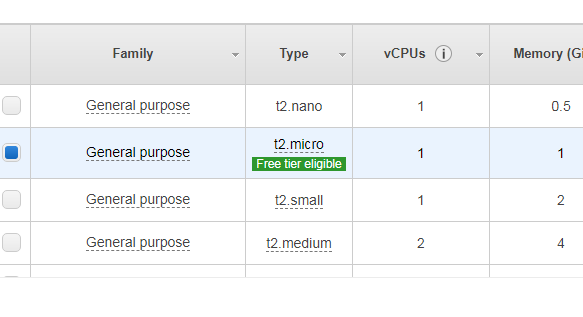 Family Type vCPUs i Memory (Gi
General purpose t2.nano 1 0.5
General purpose t2.micro 1 1
Free tier eligible
General purpose t2.small 1 2
General purpose t2.medium 2 4